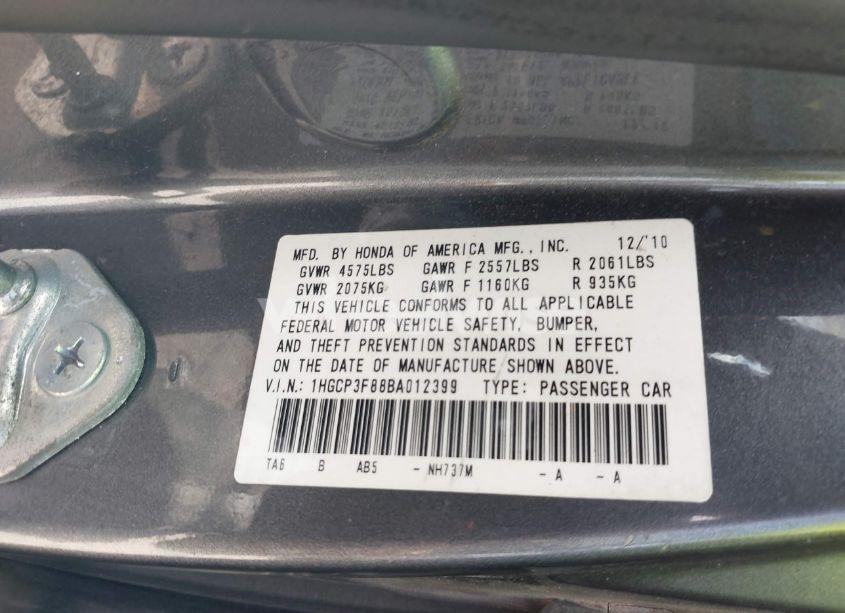 MFD. BY HONDA OF AMERICA MFG., INC. 12/'10
GVWR 4575LBS GAWR F 2557LBS R 2061LBS
GVWR 2075KG GAWR F 1160KG R 935KG
THIS VEHICLE CONFORMS TO ALL APPLICABLE
FEDERAL MOTOR VEHICLE SAFETY, BUMPER,
AND THEFT PREVENTION STANDARDS IN EFFECT
ON THE DATE OF MANUFACTURE SHOWN ABOVE.
V.I.N.: 1HGCP3F88BA012399 TYPE: PASSENGER CAR
TA6 B AB5 - NH737M - A - A